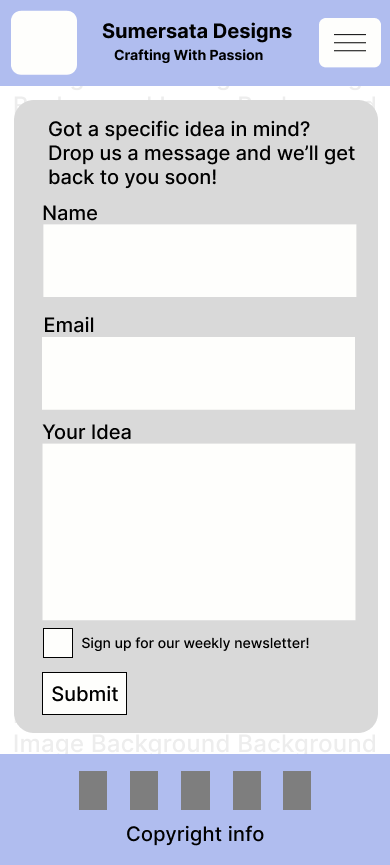 Sumersata Designs
Crafting With Passion
Got a specific idea in mind?
Drop us a message and we’ll get
back to you soon!
Name
Email
Your Idea
Sign up for our weekly newsletter!
Submit
Image Background Background
Copyright info